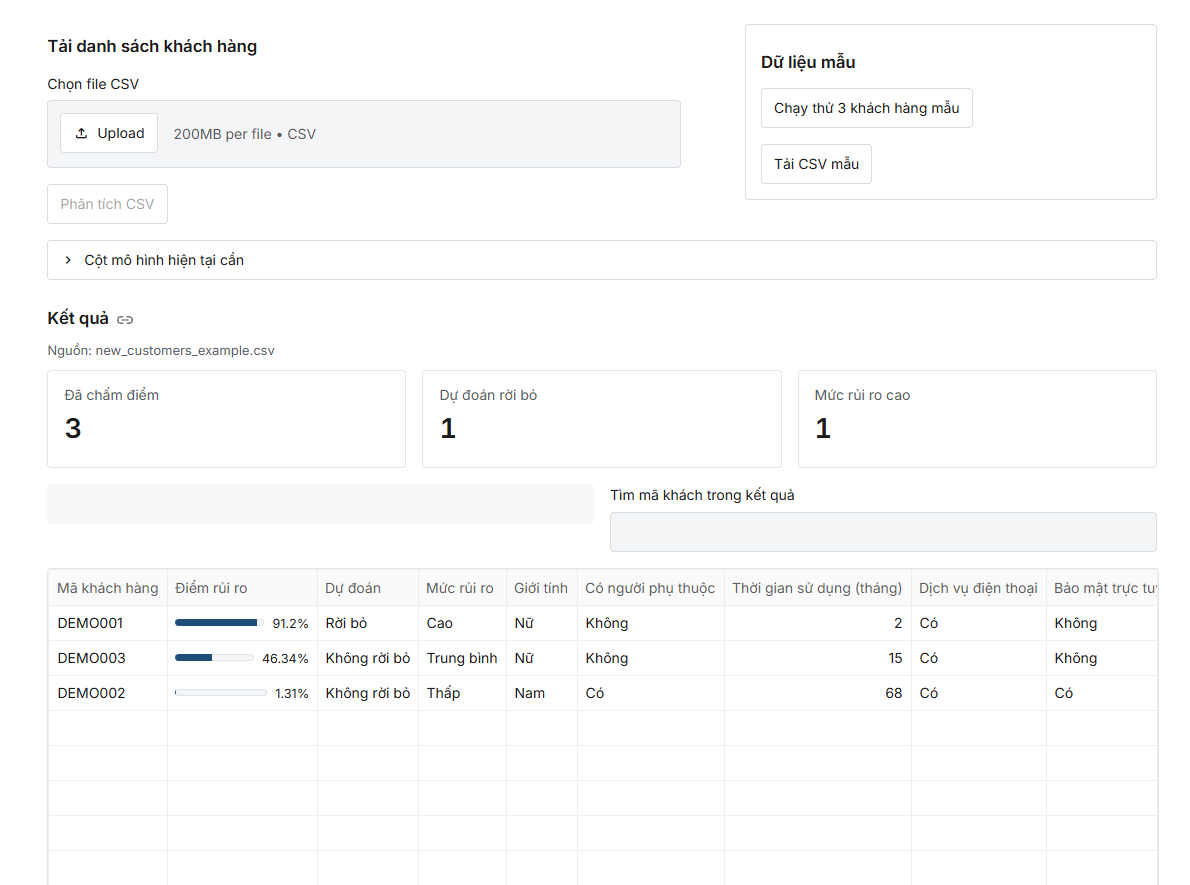 Tải danh sách khách hàng
Chọn file CSV
Upload 200MB per file • CSV
Phân tích CSV
Dữ liệu mẫu
Chạy thử 3 khách hàng mẫu
Tải CSV mẫu
Cột mô hình hiện tại cần
Kết quả
Nguồn: new_customers_example.csv
Đã chấm điểm
3
Dự đoán rời bỏ
1
Mức rủi ro cao
1
Tìm mã khách trong kết quả
Mã khách hàng Điểm rủi ro Dự đoán Mức rủi ro Giới tính Có người phụ thuộc Thời gian sử dụng (tháng) Dịch vụ điện thoại Bảo mật trực
DEMO001 91.2% Rời bỏ Cao Nữ Không 2 Có Không
DEMO003 46.34% Không rời bỏ Trung bình Nữ Không 15 Có Không
DEMO002 1.31% Không rời bỏ Thấp Nam Có 68 Có Có